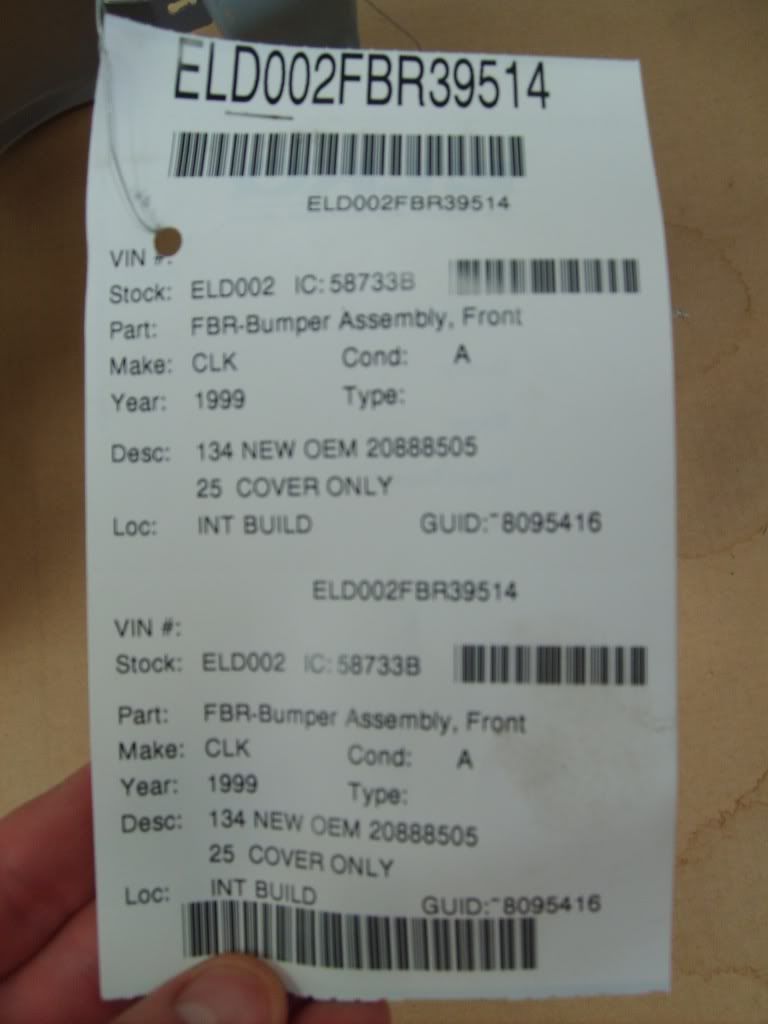 ELD002FBR39514
ELD002FBR39514
VIN #:
Stock: ELD002 IC: 58733B
Part: FBR-Bumper Assembly, Front
Make: CLK Cond: A
Year: 1999 Type:
Desc: 134 NEW OEM 20888505
25 COVER ONLY
Loc: INT BUILD GUID: 8095416
ELD002FBR39514
VIN #:
Stock: ELD002 IC: 58733B
Part: FBR-Bumper Assembly, Front
Make: CLK Cond: A
Year: 1999 Type:
Desc: 134 NEW OEM 20888505
25 COVER ONLY
Loc: INT BUILD GUID: 8095416